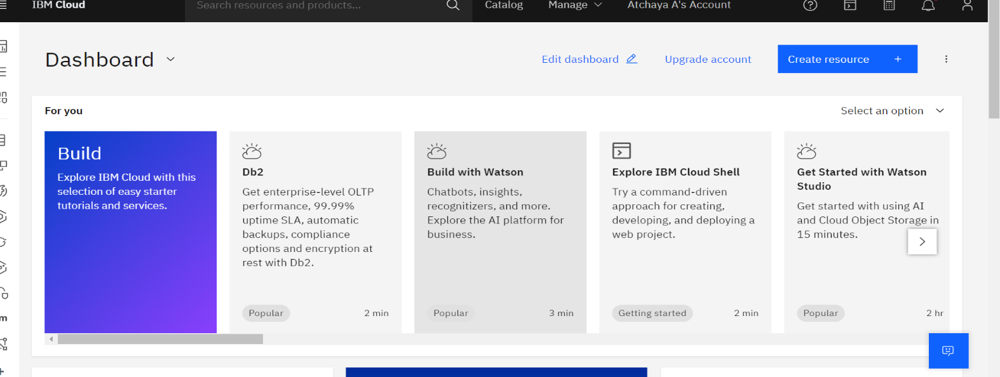 IBM Cloud
Search resources and products...
Catalog
Manage
Atchaya A's Account
Dashboard
Edit dashboard
Upgrade account
Create resource +
For you
Select an option
Build
Explore IBM Cloud with this
selection of easy starter
tutorials and services.
Db2
Get enterprise-level OLTP
performance, 99.99%
uptime SLA, automatic
backups, compliance
options and encryption at
rest with Db2.
Popular
2 min
Build with Watson
Chatbots, insights,
recognitizers, and more.
Explore the AI platform for
business.
Popular
3 min
Explore IBM Cloud Shell
Try a command-driven
approach for creating,
developing, and deploying a
web project.
Getting started
2 min
Get Started with Watson
Studio
Get started with using AI
and Cloud Object Storage in
15 minutes.
Popular
2 hr